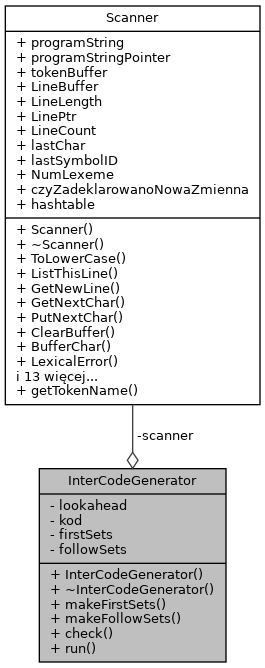 Scanner
+ programString
+ programStringPointer
+ tokenBuffer
+ LineBuffer
+ LineLength
+ LinePtr
+ LineCount
+ lastChar
+ lastSymbolID
+ NumLexeme
+ czyZadeklarowanoNowaZmienna
+ hashtable
+ Scanner()
+ ~Scanner()
+ ToLowerCase()
+ ListThisLine()
+ GetNewLine()
+ GetNextChar()
+ PutNextChar()
+ ClearBuffer()
+ BufferChar()
+ LexicalError()
i 13 więcej...
+ getTokenName()
-scanner
InterCodeGenerator
- lookahead
- kod
- firstSets
- followSets
+ InterCodeGenerator()
+ ~InterCodeGenerator()
+ makeFirstSets()
+ makeFollowSets()
+ check()
+ run()